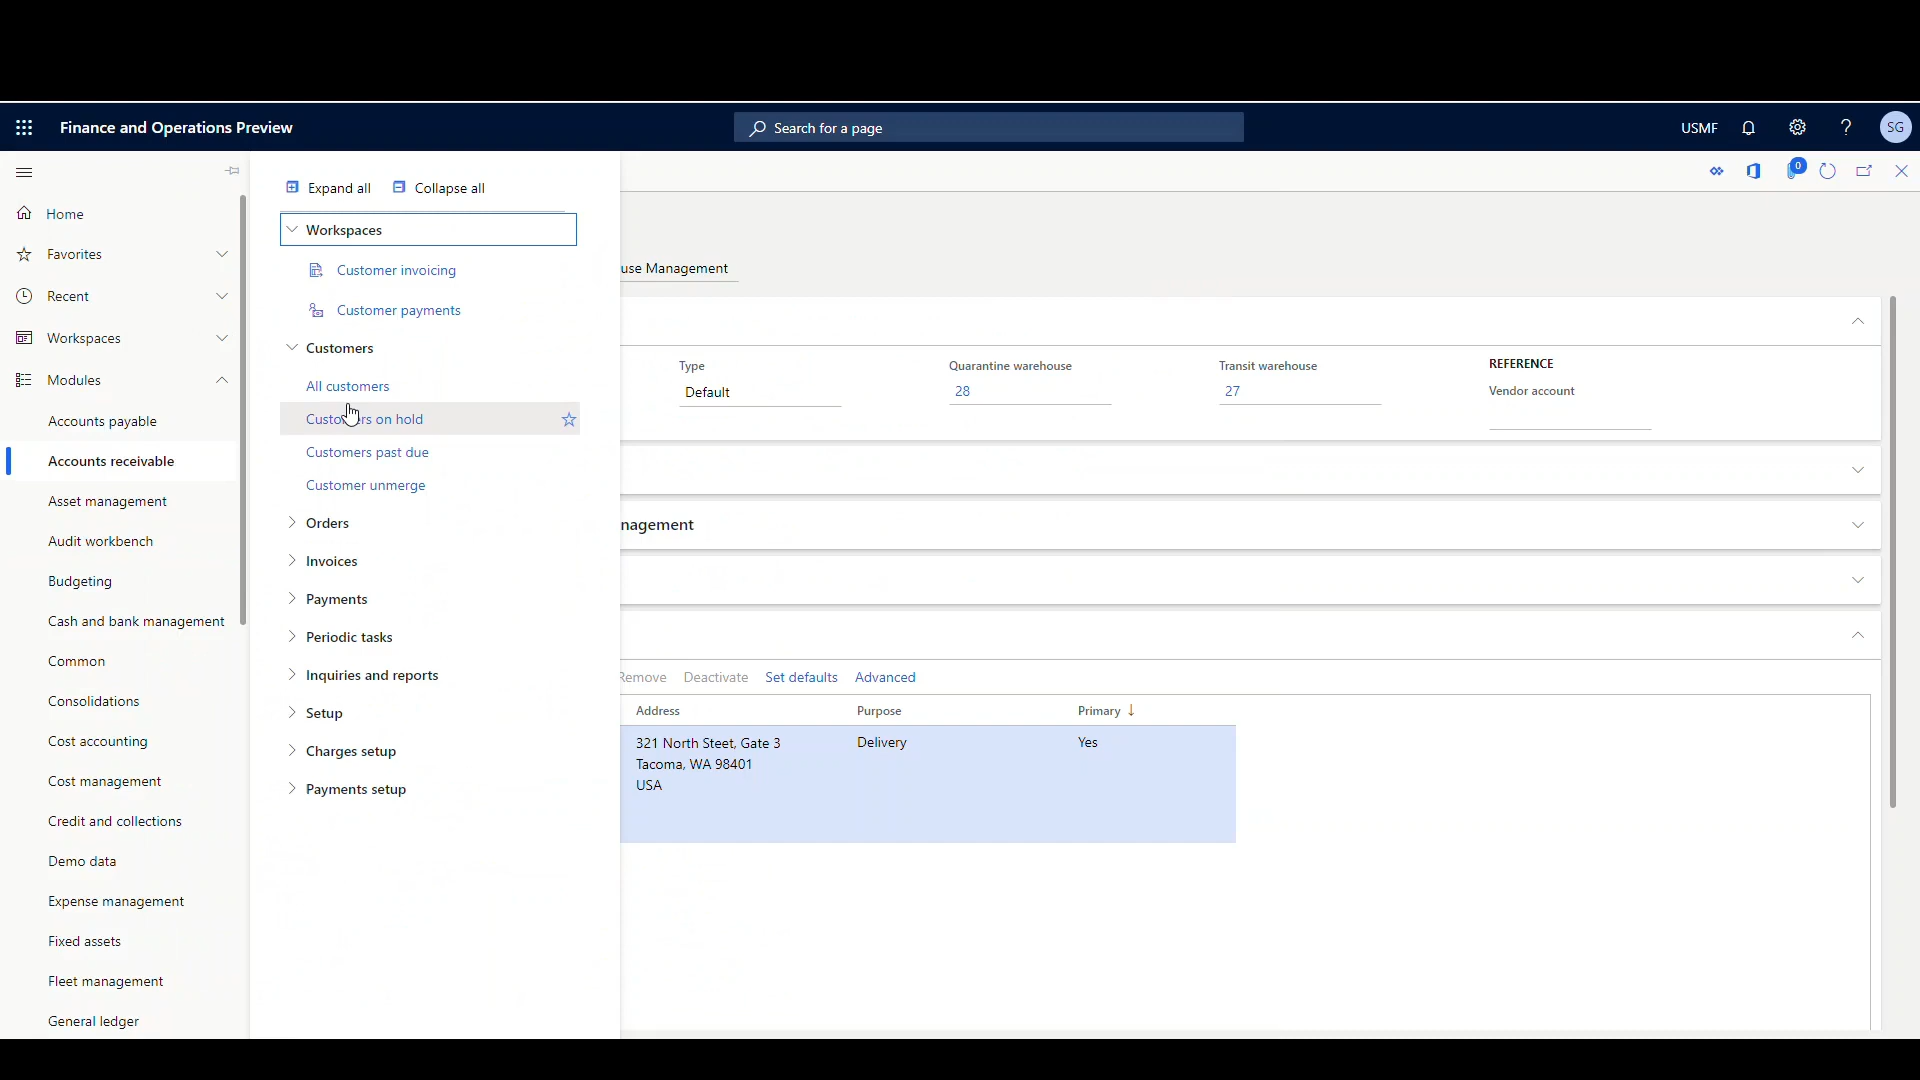 Finance and Operations Preview
Search for a page
USMF
SG
0
Home
Favorites
Recent
Workspaces
Modules
Accounts payable
Accounts receivable
Asset management
Audit workbench
Budgeting
Cash and bank management
Common
Consolidations
Cost accounting
Cost management
Credit and collections
Demo data
Expense management
Fixed assets
Fleet management
General ledger
Expand all Collapse all
Workspaces
Customer invoicing
Customer payments
Customers
All customers
Customers on hold
Customers past due
Customer unmerge
Orders
Invoices
Payments
Periodic tasks
Inquiries and reports
Setup
Charges setup
Payments setup
use Management
Type
Default
Quarantine warehouse
28
Transit warehouse
27
REFERENCE
Vendor account
nagement
Remove Deactivate Set defaults Advanced
Address Purpose Primary
321 North Steet, Gate 3 Delivery Yes
Tacoma, WA 98401
USA